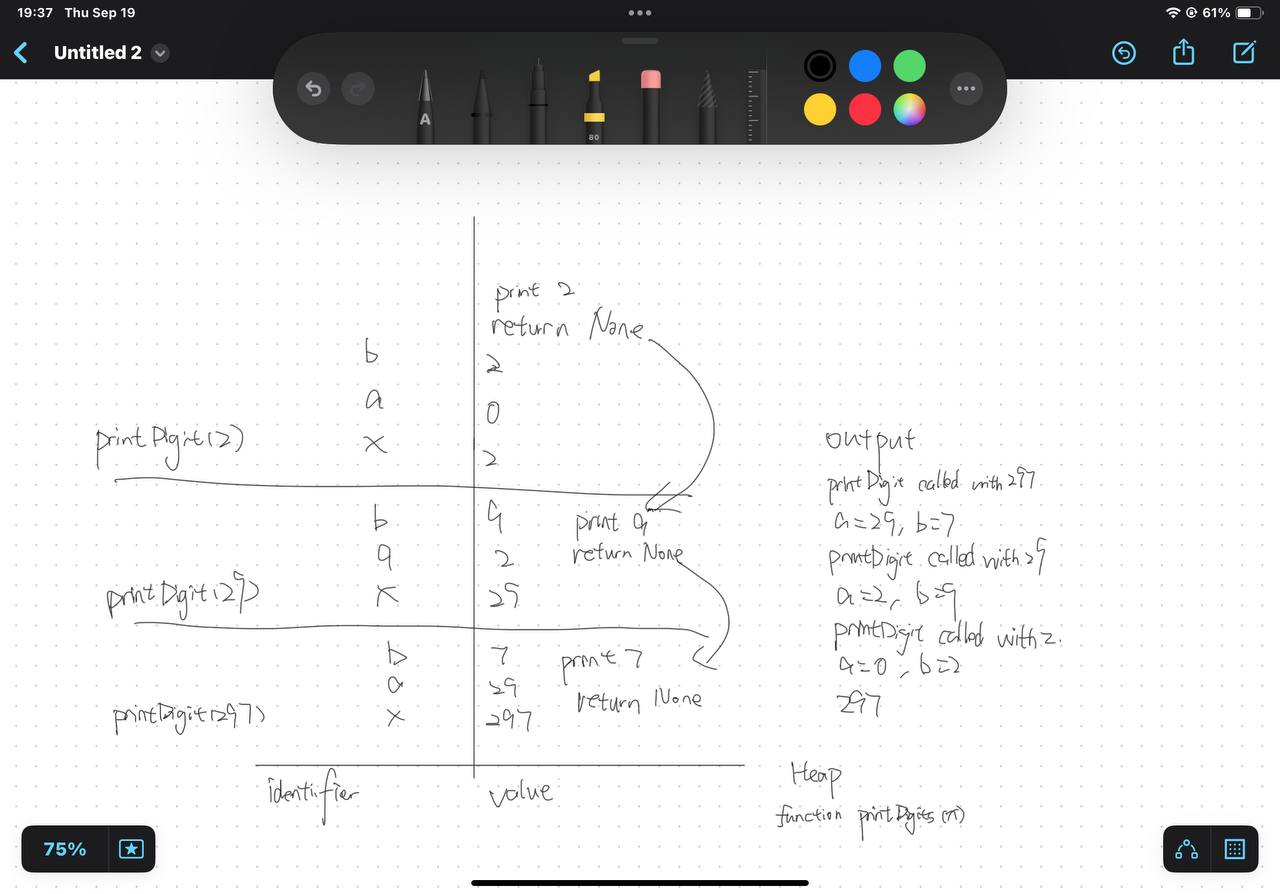 19:37 Thu Sep 19
61%
Untitled 2
A
80
print 2
return None
b 2
a 0
printDigit(2) x 2
b 9 print 9
a 2 return None
printDigit(29) x 29
b 7 print 7
a 29 return None
printDigit(297) x 297
identifier value
output
printDigit called with 297
a=29, b=7
printDigit called with 29
a=2, b=9
printDigit called with 2.
a=0, b=2
297
Heap
function printDigits(x)
75%